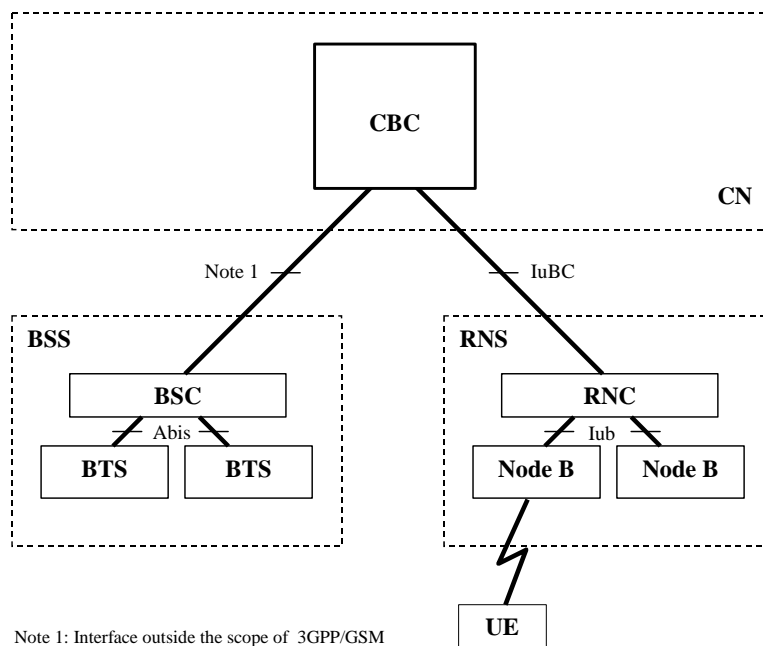 CBC
CN
Note 1
IuBC
BSS
RNS
BSC
RNC
Abis
Iub
BTS
BTS
Node B
Node B
UE
Note 1: Interface outside the scope of 3GPP/GSM